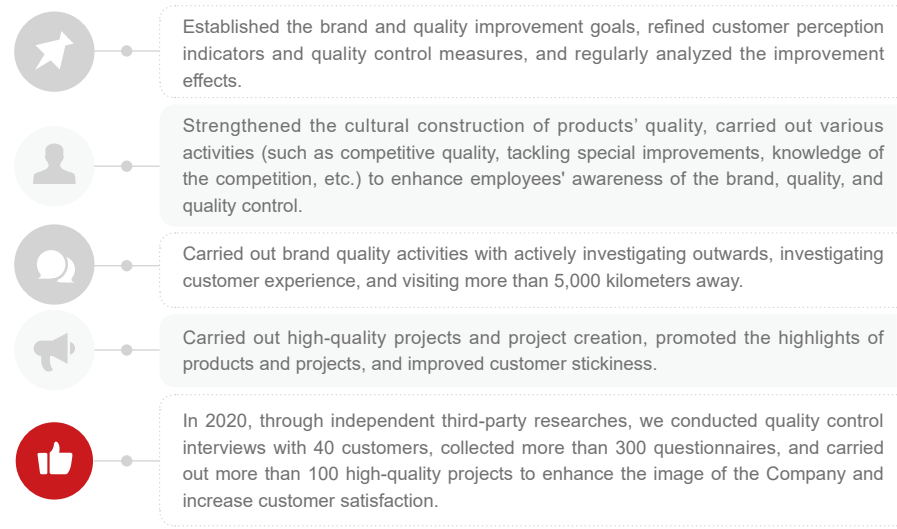 Established the brand and quality improvement goals, refined customer perception
indicators and quality control measures, and regularly analyzed the improvement
effects.
Strengthened the cultural construction of products’ quality, carried out various
activities (such as competitive quality, tackling special improvements, knowledge of
the competition, etc.) to enhance employees' awareness of the brand, quality, and
quality control.
Carried out brand quality activities with actively investigating outwards, investigating
customer experience, and visiting more than 5,000 kilometers away.
Carried out high-quality projects and project creation, promoted the highlights of
products and projects, and improved customer stickiness.
In 2020, through independent third-party researches, we conducted quality control
interviews with 40 customers, collected more than 300 questionnaires, and carried
out more than 100 high-quality projects to enhance the image of the Company and
increase customer satisfaction.